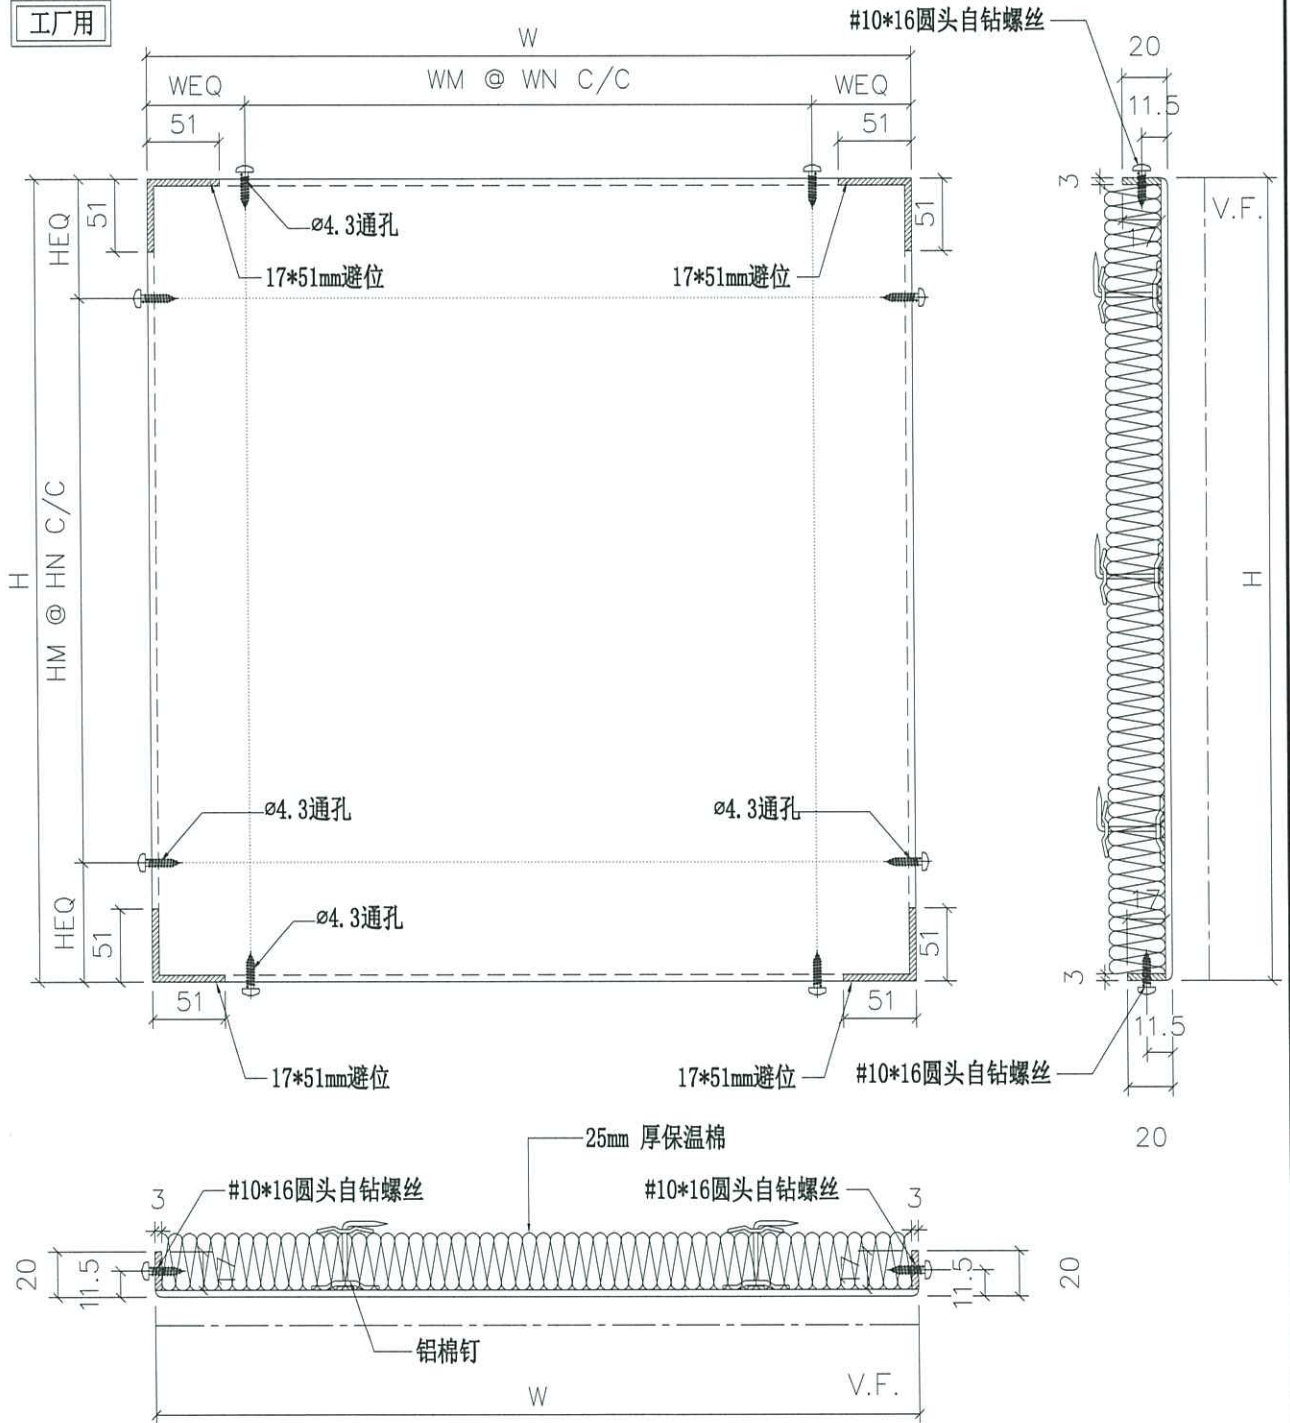 工厂用
#10*16圆头自钻螺丝
W
20
WEQ
WM @ WN C/C
WEQ
11.5
51
51
3
V.F.
HEQ
51
51
17
ø4.3通孔
17*51mm避位
17*51mm避位
H
HM @ HN C/C
H
ø4.3通孔
ø4.3通孔
17
HEQ
51
ø4.3通孔
51
3
51
51
11.5
17*51mm避位
17*51mm避位
#10*16圆头自钻螺丝
20
25mm 厚保温棉
3
#10*16圆头自钻螺丝
#10*16圆头自钻螺丝
3
20
11.5
17
17
11.5
20
铝棉钉
W
V.F.